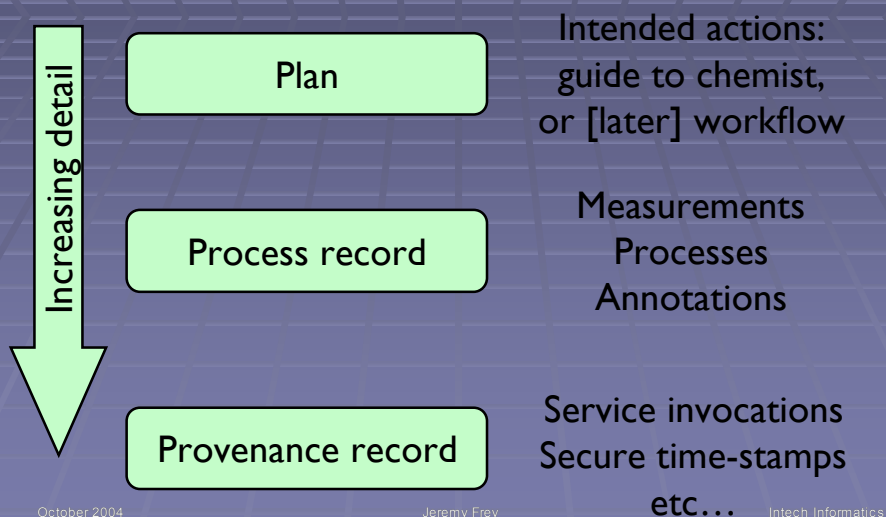 Increasing detail
Plan
Intended actions:
guide to chemist,
or [later] workflow
Process record
Measurements
Processes
Annotations
Provenance record
Service invocations
Secure time-stamps
etc…
October 2004
Jeremy Frey
Intech Informatics